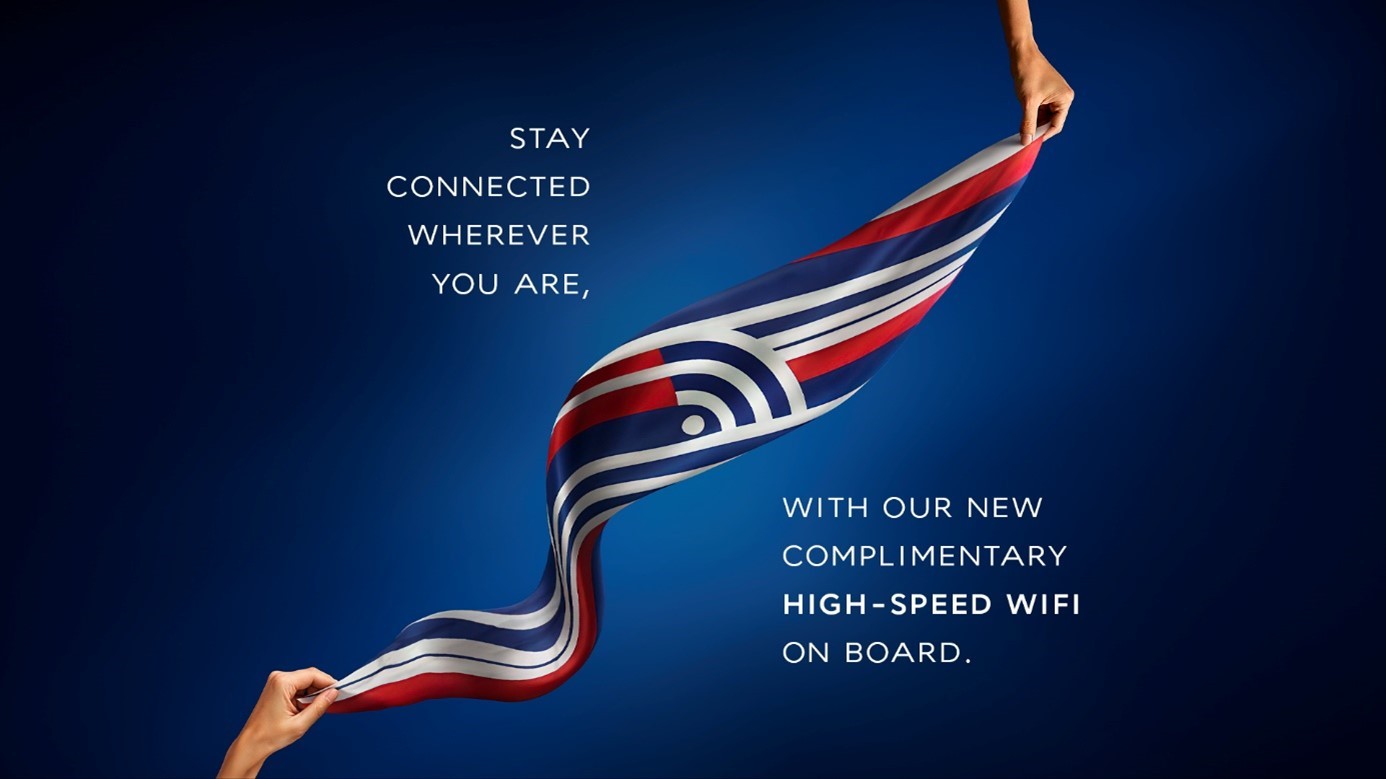 STAY
CONNECTED
WHEREVER
YOU ARE,
WITH OUR NEW
COMPLIMENTARY
HIGH-SPEED WIFI
ON BOARD.